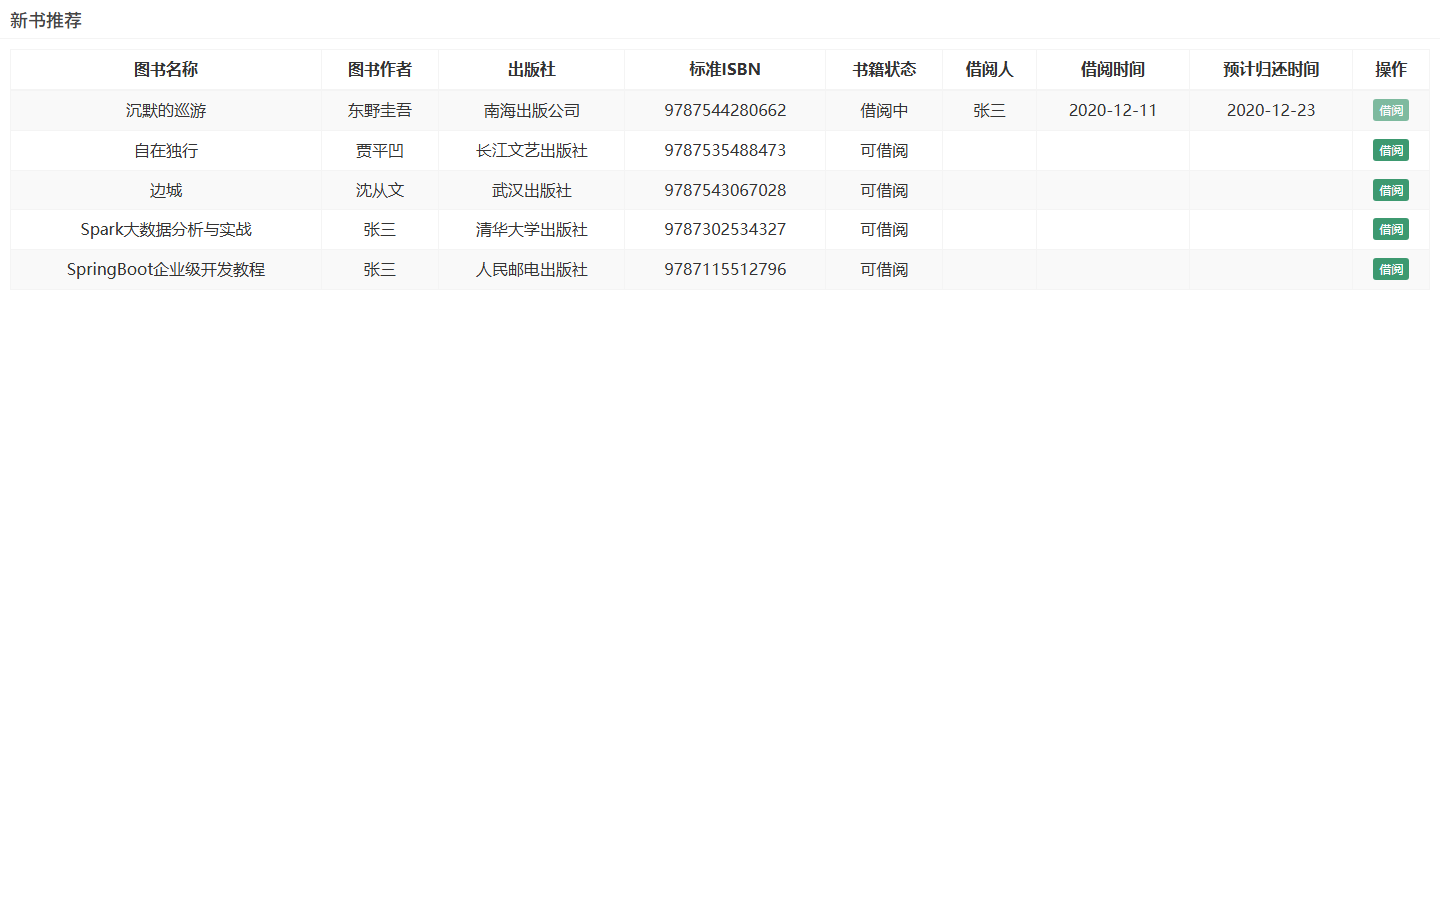 新书推荐
图书名称 图书作者 出版社 标准ISBN 书籍状态 借阅人 借阅时间 预计归还时间 操作
沉默的巡游 东野圭吾 南海出版公司 9787544280662 借阅中 张三 2020-12-11 2020-12-23 借阅
自在独行 贾平凹 长江文艺出版社 9787535488473 可借阅 借阅
边城 沈从文 武汉出版社 9787543067028 可借阅 借阅
Spark大数据分析与实战 张三 清华大学出版社 9787302534327 可借阅 借阅
SpringBoot企业级开发教程 张三 人民邮电出版社 9787115512796 可借阅 借阅